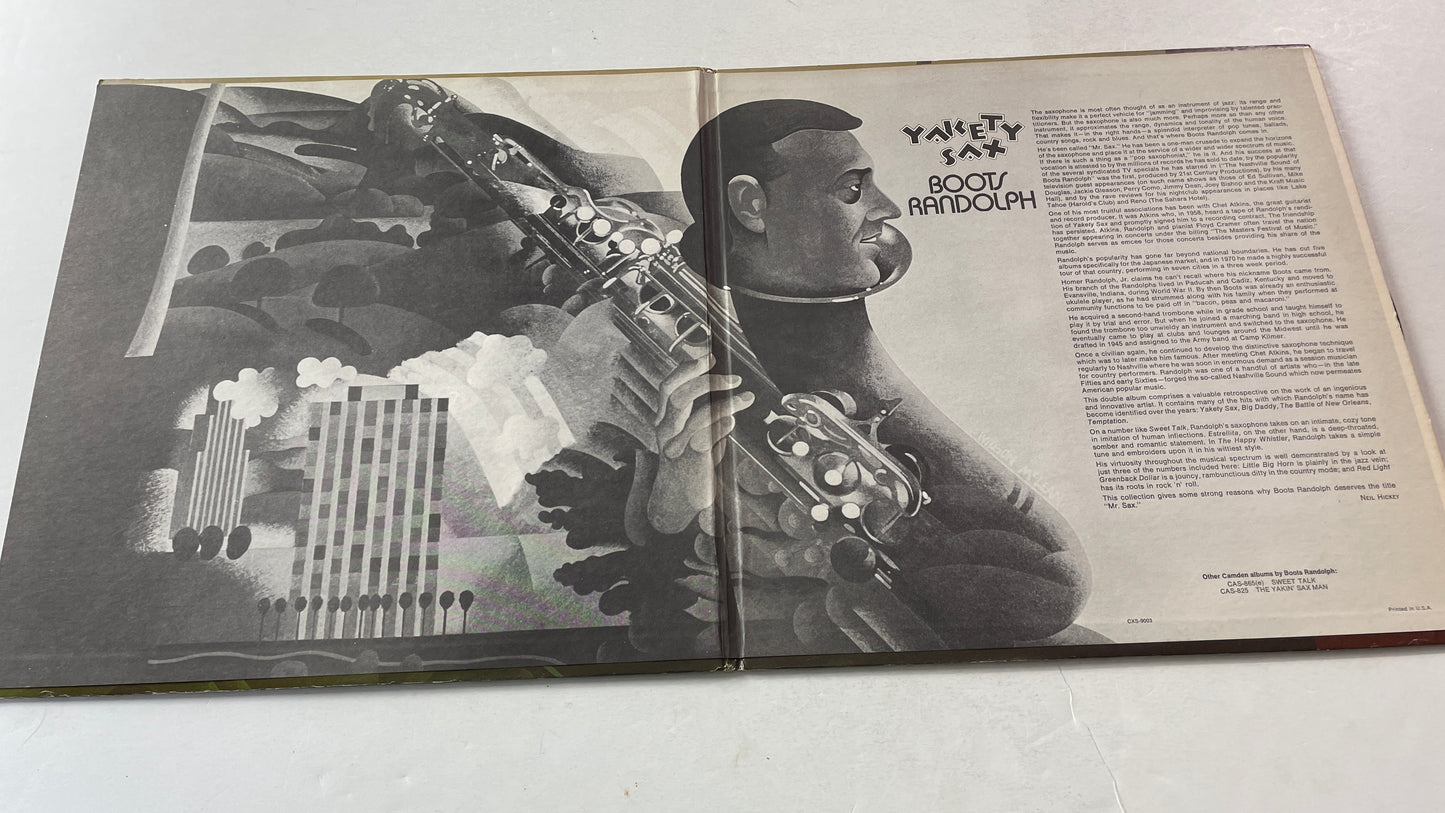 YAKETY
SAX
BOOTS
RANDOLPH
The saxophone is most often thought of as an instrument of jazz; its range and
flexibility make it a perfect vehicle for "jamming" and improvising by talented prac-
titioners. But the saxophone is also much more. Perhaps more so than any other
instrument, it approximates the range, dynamics and tonality of the human voice.
That makes it—in the right hands—a splendid interpreter of pop tunes, ballads,
country songs, rock and blues. And that's where Boots Randolph comes in.
He's been called "Mr. Sax." He has been a one-man crusade to expand the horizons
of the saxophone and place it at the service of a wider and wider spectrum of music.
If there is such a thing as a "pop saxophonist," he is it. And his success at that
vocation is attested to by the millions of records he has sold to date, by the popularity
of the several syndicated TV specials he has starred in ("The Nashville Sound of
Boots Randolph" was the first, produced by 21st Century Productions), by his many
television guest appearances (on such name shows as those of Ed Sullivan, Mike
Douglas, Jackie Gleason, Perry Como, Jimmy Dean, Joey Bishop and the Kraft Music
Hall), and by the rave reviews for his nightclub appearances in places like Lake
Tahoe (Harold's Club) and Reno (The Sahara Hotel).
One of his most fruitful associations has been with Chet Atkins, the great guitarist
and record producer. It was Atkins who, in 1958, heard a tape of Randolph's rendi-
tion of Yakety Sax and promptly signed him to a recording contract. The friendship
has persisted. Atkins, Randolph and pianist Floyd Cramer often travel the nation
together appearing in concerts under the billing "The Masters Festival of Music."
Randolph serves as emcee for those concerts besides providing his share of the
music.
Randolph's popularity has gone far beyond national boundaries. He has cut five
albums specifically for the Japanese market, and in 1970 he made a highly successful
tour of that country, performing in seven cities in a three week period.
Homer Randolph, Jr. claims he can't recall where his nickname Boots came from.
His branch of the Randolphs lived in Paducah and Cadiz, Kentucky and moved to
Evansville, Indiana, during World War II. By then Boots was already an enthusiastic
ukulele player, as he had strummed along with his family when they performed at
community functions to be paid off in "bacon, peas and macaroni."
He acquired a second-hand trombone while in grade school and taught himself to
play it by trial and error. But when he joined a marching band in high school, he
found the trombone too unwieldy an instrument and switched to the saxophone. He
eventually came to play at clubs and lounges around the Midwest until he was
drafted in 1945 and assigned to the Army band at Camp Kilmer.
Once a civilian again, he continued to develop the distinctive saxophone technique
which was to later make him famous. After meeting Chet Atkins, he began to travel
regularly to Nashville where he was soon in enormous demand as a session musician
for country performers. Randolph was one of a handful of artists who—in the late
Fifties and early Sixties—forged the so-called Nashville Sound which now permeates
American popular music.
This double album comprises a valuable retrospective on the work of an ingenious
and innovative artist. It contains many of the hits with which Randolph's name has
become identified over the years: Yakety Sax, Big Daddy, The Battle of New Orleans,
Temptation.
On a number like Sweet Talk, Randolph's saxophone takes on an intimate, cozy tone
in imitation of human inflections. Estrellita, on the other hand, is a deep-throated,
somber and romantic statement. In The Happy Whistler, Randolph takes a simple
tune and embroiders upon it in his wittiest style.
His virtuosity throughout the musical spectrum is well demonstrated by a look at
just three of the numbers included here: Little Big Horn is plainly in the jazz vein;
Greenback Dollar is a jouncy, rambunctious ditty in the country mode; and Red Light
has its roots in rock 'n' roll.
This collection gives some strong reasons why Boots Randolph deserves the title
"Mr. Sax."
NEIL HICKEY
Other Camden albums by Boots Randolph:
CAS-865(e) SWEET TALK
CAS-825 THE YAKIN' SAX MAN
CXS-9003
Printed in U.S.A.